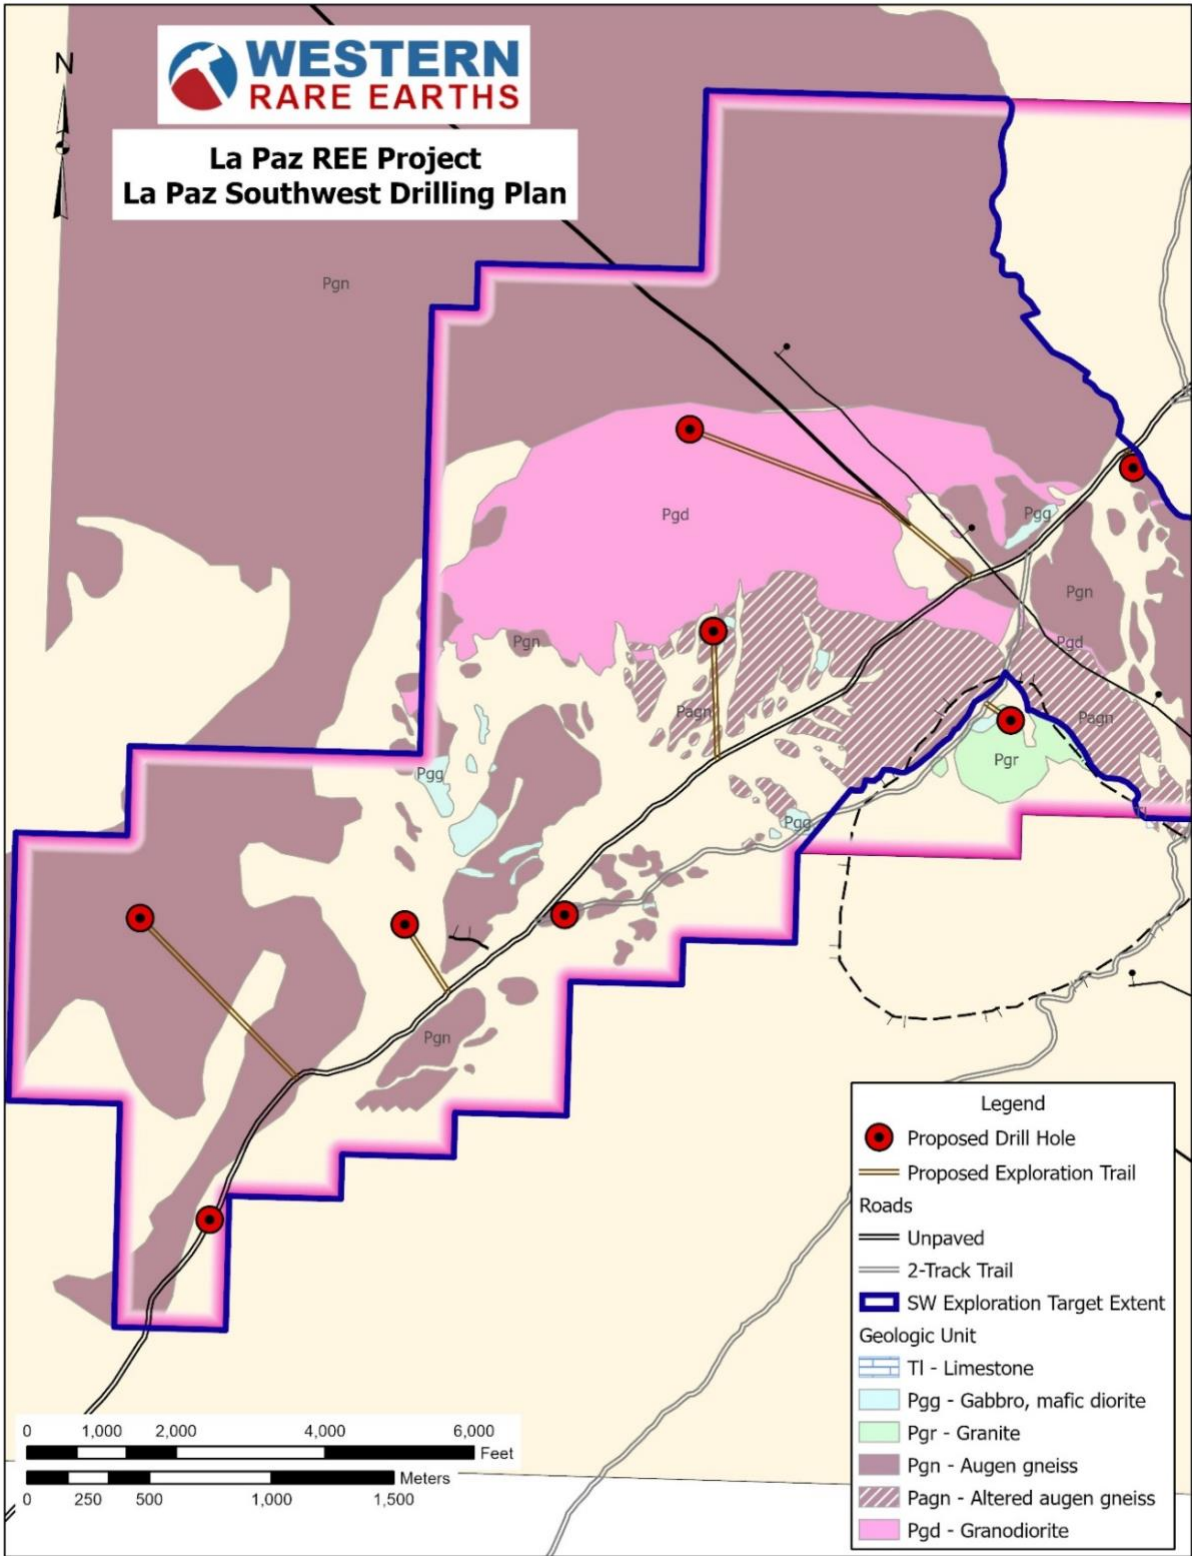 N
WESTERN
RARE EARTHS
La Paz REE Project
La Paz Southwest Drilling Plan
Pgn
Pgd
Pgg
Pgn
Pgn
Pgd
Pagn
Pagn
Pgr
Pgg
Pgg
Tl
Pgn
Legend
Proposed Drill Hole
Proposed Exploration Trail
Roads
Unpaved
2-Track Trail
SW Exploration Target Extent
Geologic Unit
Tl - Limestone
Pgg - Gabbro, mafic diorite
Pgr - Granite
Pgn - Augen gneiss
Pagn - Altered augen gneiss
Pgd - Granodiorite
0 1,000 2,000 4,000 6,000
Feet
Meters
0 250 500 1,000 1,500